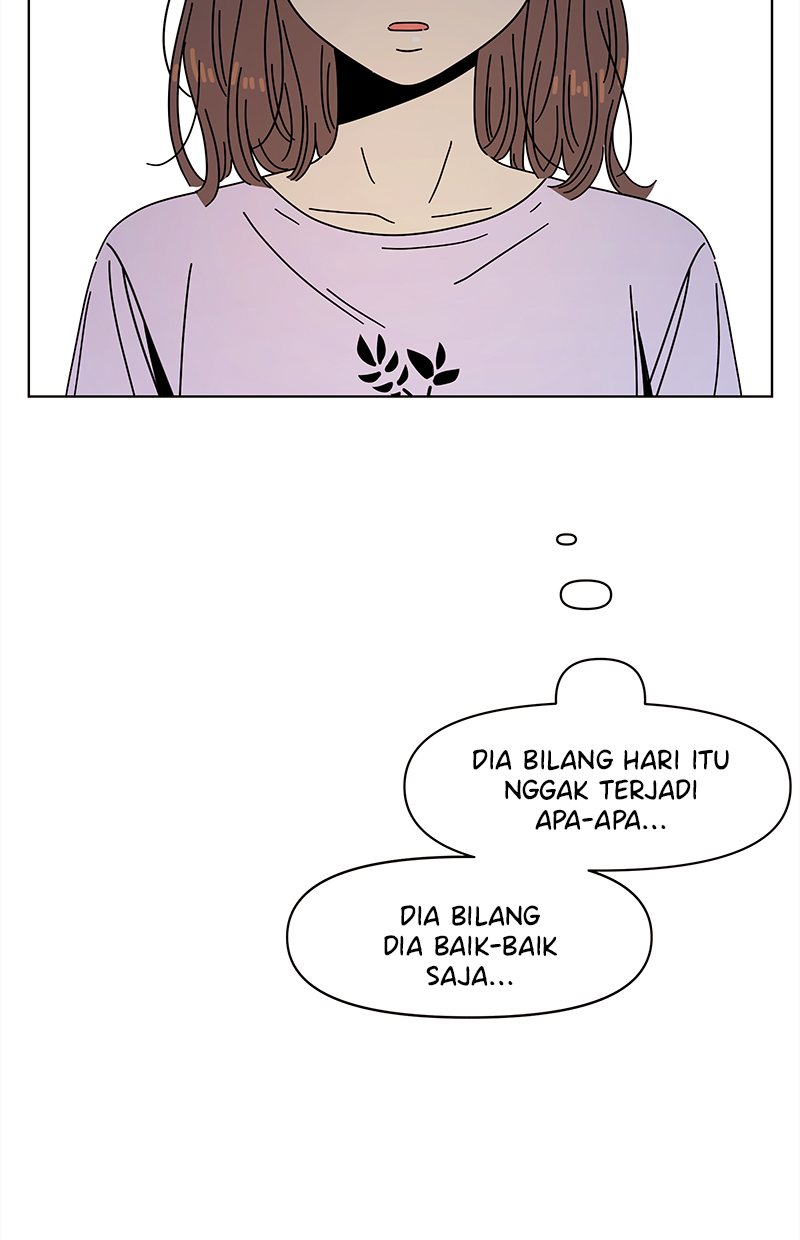 DIA BILANG HARI ITU
NGGAK TERJADI
APA-APA...
DIA BILANG
DIA BAIK-BAIK
SAJA...